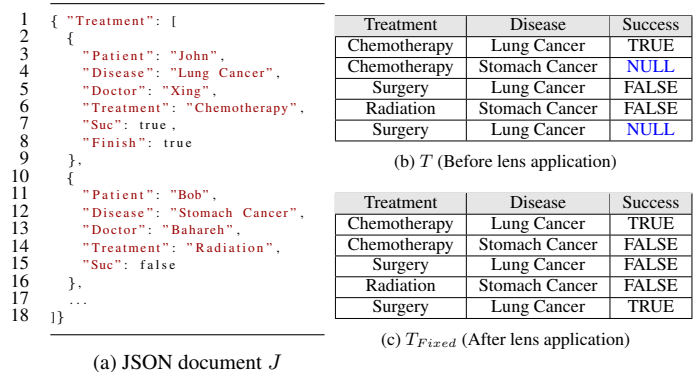 1 { "Treatment": [
2 {
3 "Patient": "John",
4 "Disease": "Lung Cancer",
5 "Doctor": "Xing",
6 "Treatment": "Chemotherapy",
7 "Suc": true,
8 "Finish": true
9 },
10 {
11 "Patient": "Bob",
12 "Disease": "Stomach Cancer",
13 "Doctor": "Bahareh",
14 "Treatment": "Radiation",
15 "Suc": false
16 },
17 ...
18 ]}
(a) JSON document J
Treatment Disease Success
Chemotherapy Lung Cancer TRUE
Chemotherapy Stomach Cancer NULL
Surgery Lung Cancer FALSE
Radiation Stomach Cancer FALSE
Surgery Lung Cancer NULL
(b) T (Before lens application)
Treatment Disease Success
Chemotherapy Lung Cancer TRUE
Chemotherapy Stomach Cancer FALSE
Surgery Lung Cancer FALSE
Radiation Stomach Cancer FALSE
Surgery Lung Cancer TRUE
(c) T_Fixed (After lens application)